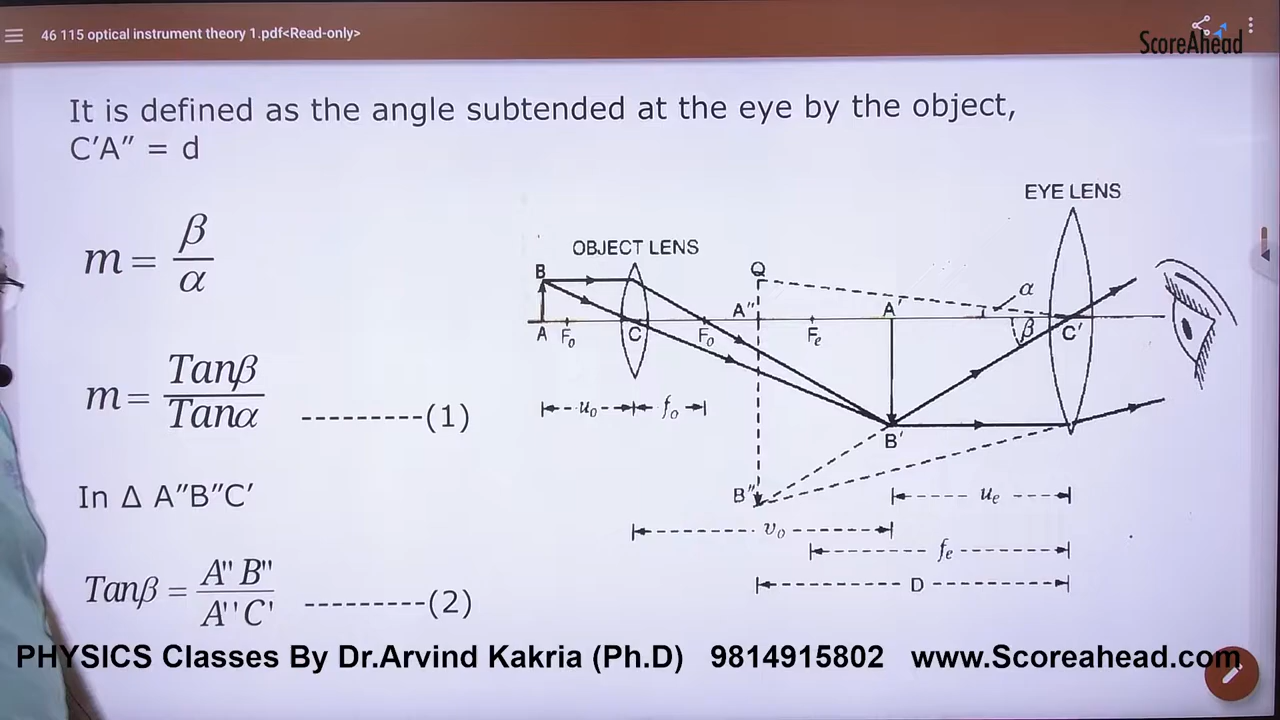 46 115 optical instrument theory 1.pdf<Read-only>
ScoreAhead
It is defined as the angle subtended at the eye by the object,
C′A″ = d
m = β / α
m = Tanβ / Tanα ---------(1)
In Δ A″B″C′
Tanβ = A" B" / A'' C' ---------(2)
EYE LENS
OBJECT LENS
B
Q
α
A F₀ C F₀ A″ Fₑ A′ β C′
u₀ f₀
B′
B″
uₑ
v₀
fₑ
D
PHYSICS Classes By Dr.Arvind Kakria (Ph.D) 9814915802 www.Scoreahead.com